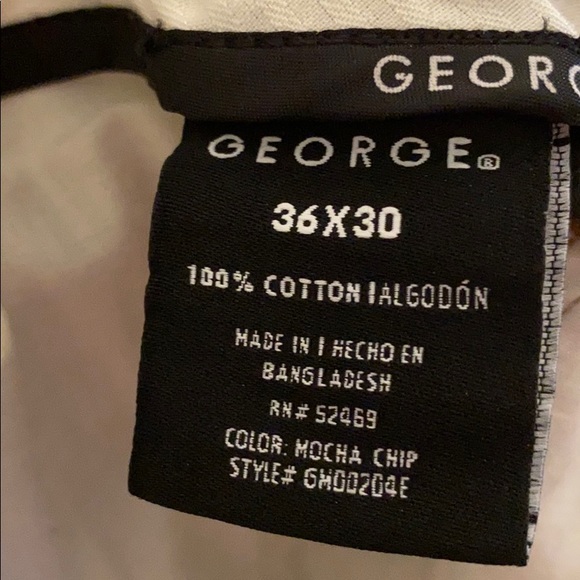 GEORG
GEORGE®
36X30
100% COTTON | ALGODÓN
MADE IN | HECHO EN
BANGLADESH
RN# 52469
COLOR: MOCHA CHIP
STYLE# GM00204E